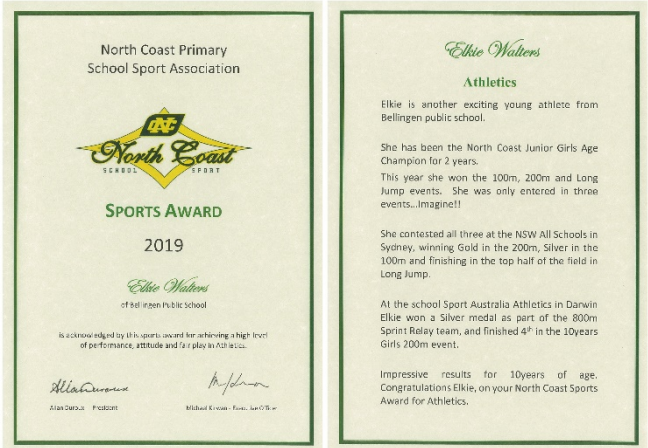 North Coast Primary
School Sport Association
NC
North Coast
SCHOOL SPORT
SPORTS AWARD
2019
Elkie Walters
of Bellingen Public School
is acknowledged by this sports award for achieving a high level
of performance, attitude and fair play in Athletics.
Allan Duroux President
Michael - Executive Officer
Elkie Walters
Athletics
Elkie is another exciting young athlete from
Bellingen public school.
She has been the North Coast Junior Girls Age
Champion for 2 years.
This year she won the 100m, 200m and Long
Jump events. She was only entered in three
events...Imagine!!
She contested all three at the NSW All Schools in
Sydney, winning Gold in the 200m, Silver in the
100m and finishing in the top half of the field in
Long Jump.
At the school Sport Australia Athletics in Darwin
Elkie won a Silver medal as part of the 800m
Sprint Relay team, and finished 4th in the 10years
Girls 200m event.
Impressive results for 10years of age.
Congratulations Elkie, on your North Coast Sports
Award for Athletics.